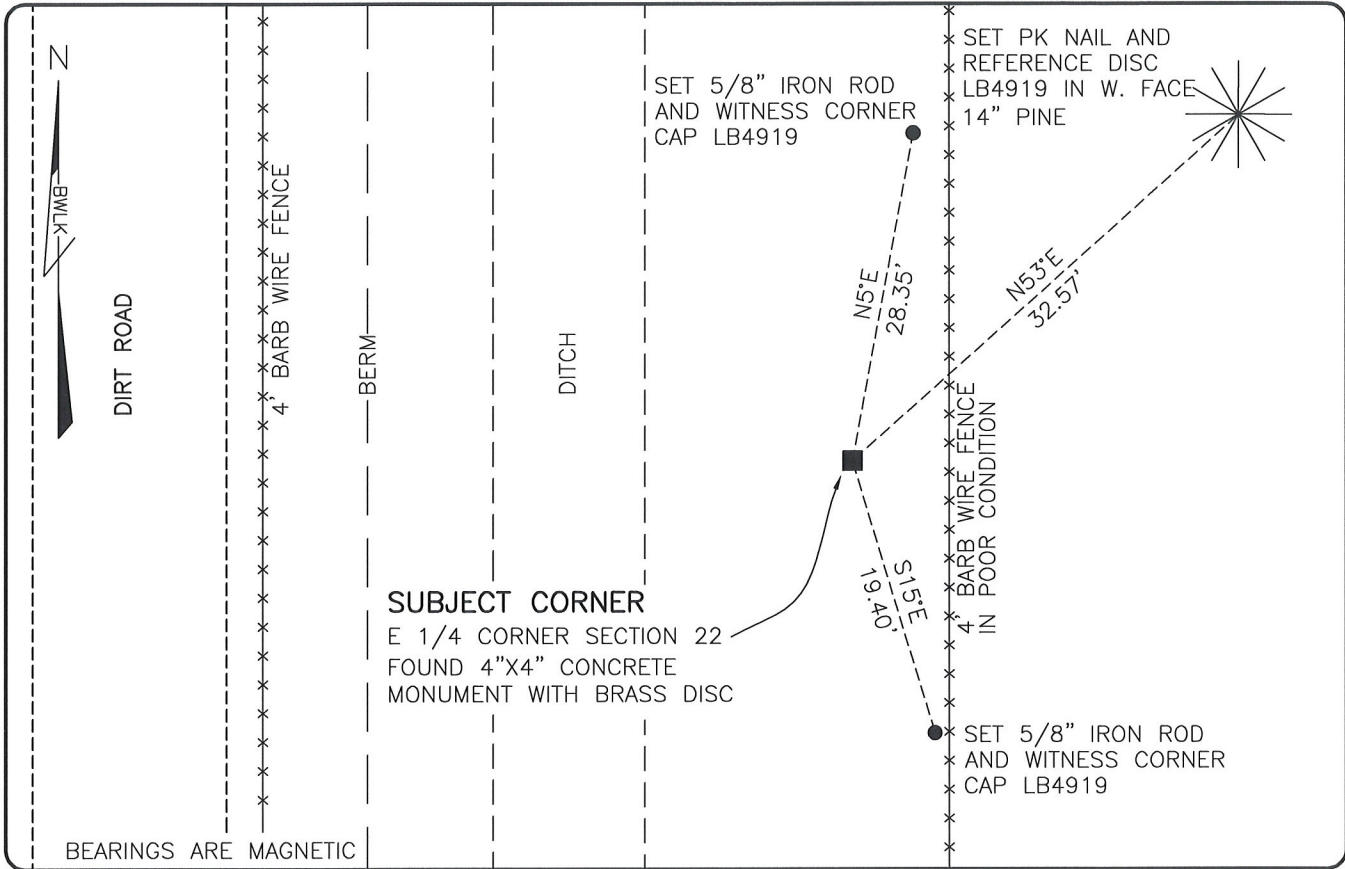 N
BWLK
DIRT ROAD
4' BARB WIRE FENCE
BERM
DITCH
SET 5/8" IRON ROD
AND WITNESS CORNER
CAP LB4919
SET PK NAIL AND
REFERENCE DISC
LB4919 IN W. FACE
14" PINE
N5°E
28.35'
N53°E
32.57'
4' BARB WIRE FENCE
IN POOR CONDITION
S15°E
19.40'
SUBJECT CORNER
E 1/4 CORNER SECTION 22
FOUND 4"X4" CONCRETE
MONUMENT WITH BRASS DISC
SET 5/8" IRON ROD
AND WITNESS CORNER
CAP LB4919
BEARINGS ARE MAGNETIC